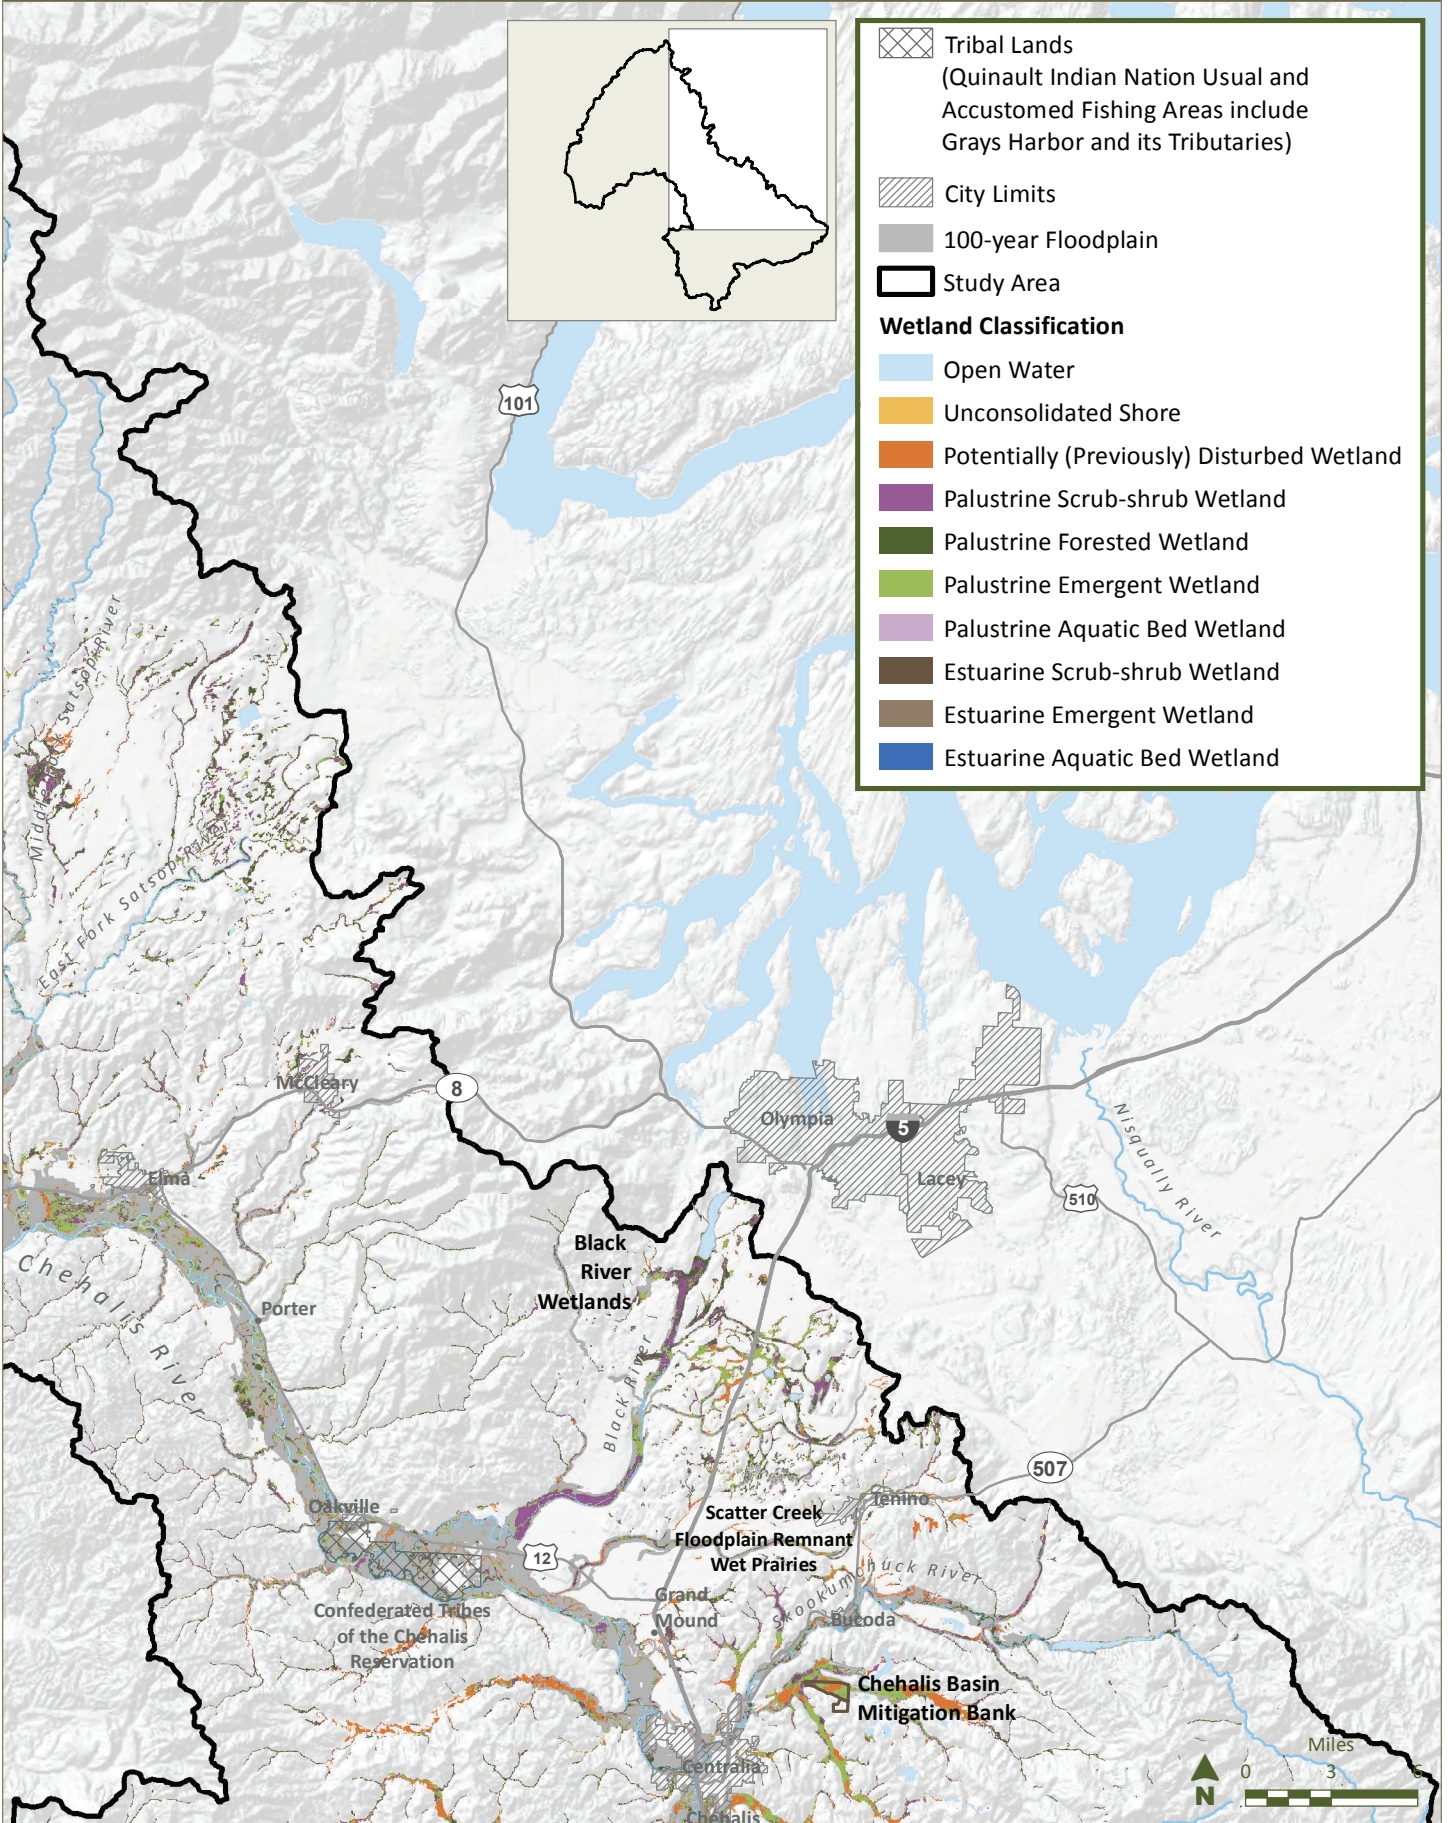 Tribal Lands
(Quinault Indian Nation Usual and
Accustomed Fishing Areas include
Grays Harbor and its Tributaries)
City Limits
100-year Floodplain
Study Area
Wetland Classification
Open Water
Unconsolidated Shore
Potentially (Previously) Disturbed Wetland
Palustrine Scrub-shrub Wetland
Palustrine Forested Wetland
Palustrine Emergent Wetland
Palustrine Aquatic Bed Wetland
Estuarine Scrub-shrub Wetland
Estuarine Emergent Wetland
Estuarine Aquatic Bed Wetland
101
Middle Fork Satsop River
East Fork Satsop River
McCleary
8
Olympia
5
Lacey
Nisqually River
510
Elma
Chehalis River
Porter
Black
River
Wetlands
Black River
507
Oakville
Tenino
Scatter Creek
Floodplain Remnant
Wet Prairies
12
Skookumchuck River
Grand
Mound
Bucoda
Confederated Tribes
of the Chehalis
Reservation
Chehalis Basin
Mitigation Bank
Centralia
Chehalis
Miles
0 3 6
N